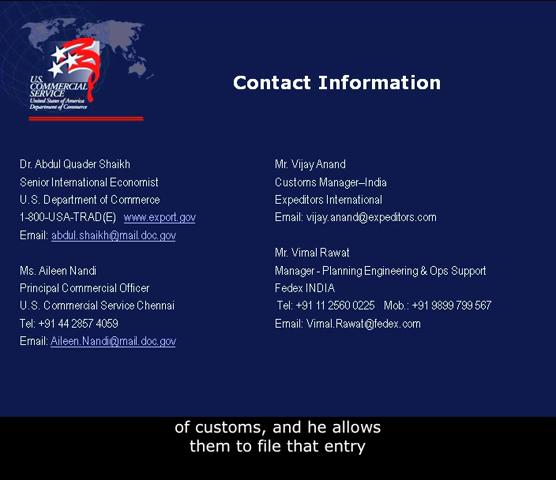 U.S.
COMMERCIAL
SERVICE
United States of America
Department of Commerce
Contact Information
Dr. Abdul Quader Shaikh
Senior International Economist
U.S. Department of Commerce
1-800-USA-TRAD(E) www.export.gov
Email: abdul.shaikh@mail.doc.gov
Ms. Aileen Nandi
Principal Commercial Officer
U.S. Commercial Service Chennai
Tel: +91 44 2857 4059
Email: Aileen.Nandi@mail.doc.gov
Mr. Vijay Anand
Customs Manager–India
Expeditors International
Email: vijay.anand@expeditors.com
Mr. Vimal Rawat
Manager - Planning Engineering & Ops Support
Fedex INDIA
Tel: +91 11 2560 0225 Mob.: +91 9899 799 567
Email: Vimal.Rawat@fedex.com
of customs, and he allows
them to file that entry